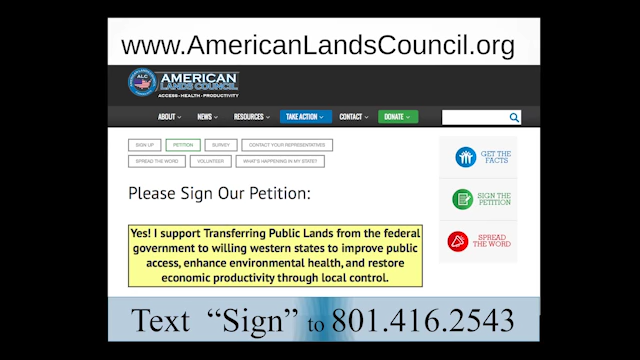 www.AmericanLandsCouncil.org
ALC
AMERICAN
LANDS COUNCIL
ACCESS • HEALTH • PRODUCTIVITY
ABOUT NEWS RESOURCES TAKE ACTION CONTACT DONATE
SIGN UP PETITION SURVEY CONTACT YOUR REPRESENTATIVES
SPREAD THE WORD VOLUNTEER WHAT'S HAPPENING IN MY STATE?
GET THE
FACTS
SIGN THE
PETITION
SPREAD
THE WORD
Please Sign Our Petition:
Yes! I support Transferring Public Lands from the federal
government to willing western states to improve public
access, enhance environmental health, and restore
economic productivity through local control.
Text “Sign” to 801.416.2543